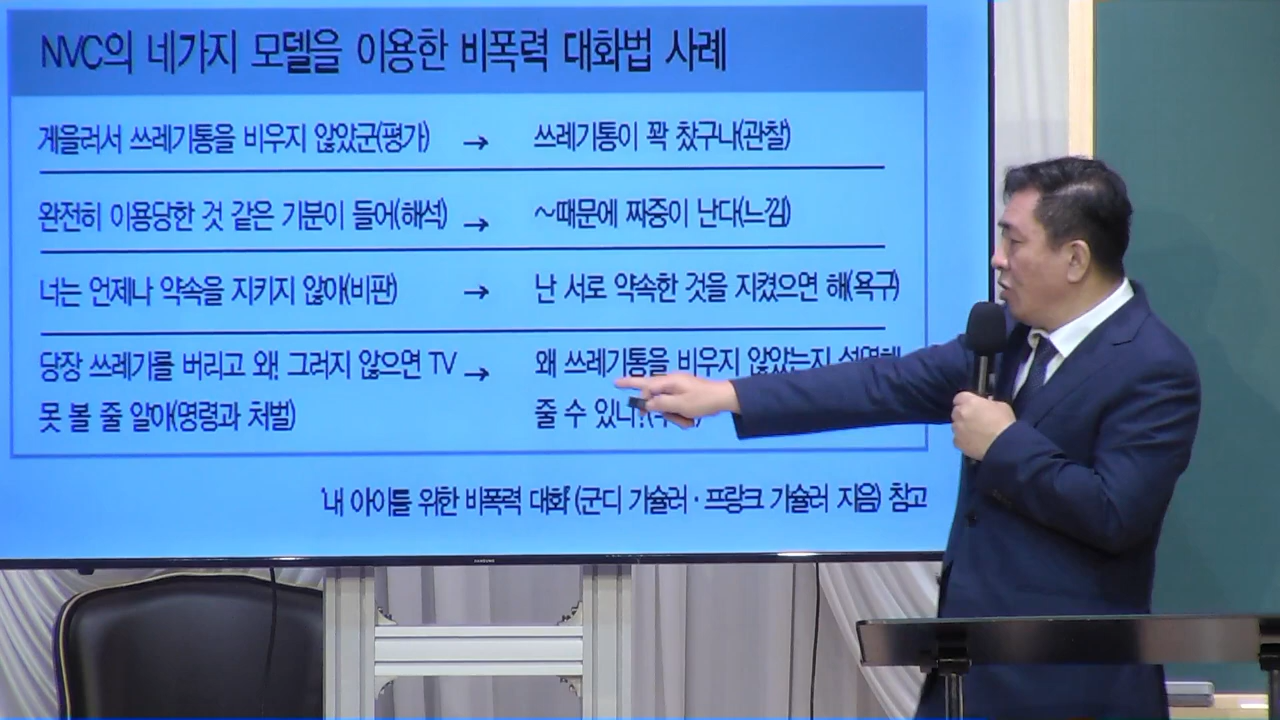 NVC의 네가지 모델을 이용한 비폭력 대화법 사례
게을러서 쓰레기통을 비우지 않았군(평가) → 쓰레기통이 꽉 찼구나(관찰)
완전히 이용당한 것 같은 기분이 들어(해석) → ~때문에 짜증이 난다(느낌)
너는 언제나 약속을 지키지 않아(비판) → 난 서로 약속한 것을 지켰으면 해(욕구)
당장 쓰레기를 버리고 와! 그러지 않으면 TV → 왜 쓰레기통을 비우지 않았는지
못 볼 줄 알아(명령과 처벌) 줄 수 있니?
'내 아이를 위한 비폭력 대화' (군디 가슐러·프랑크 가슐러 지음) 참고
SAMSUNG